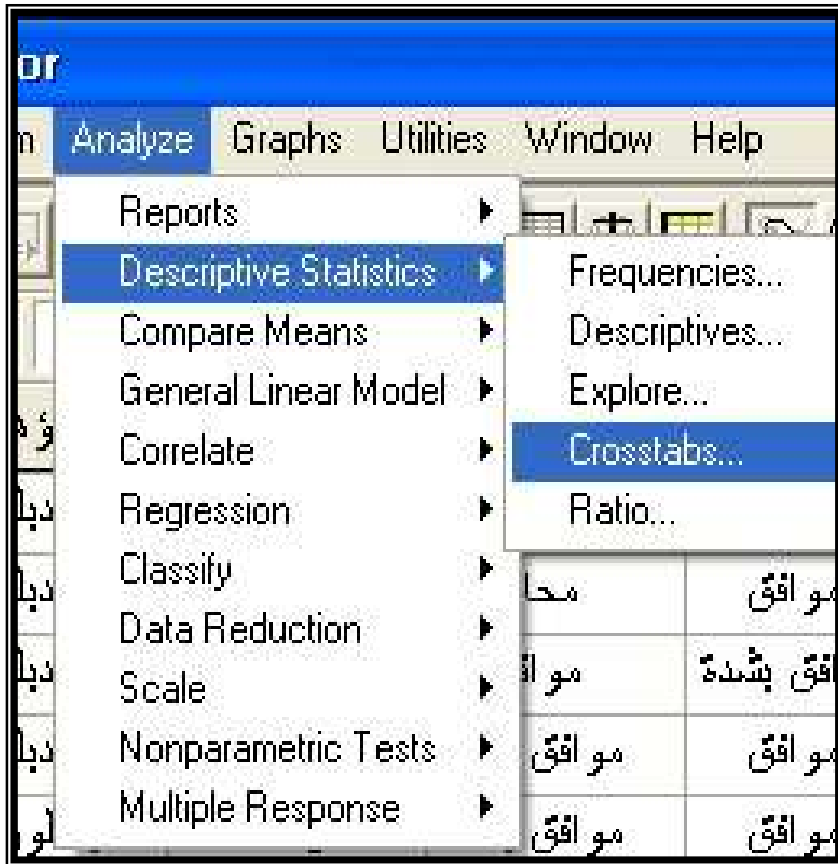 or
m Analyze Graphs Utilities Window Help
Reports
Descriptive Statistics
Compare Means
General Linear Model
Correlate
Regression
Classify
Data Reduction
Scale
Nonparametric Tests
Multiple Response
Frequencies...
Descriptives...
Explore...
Crosstabs...
Ratio...
موافق
افق بشدة
موافق
موافق
موافق
موافق